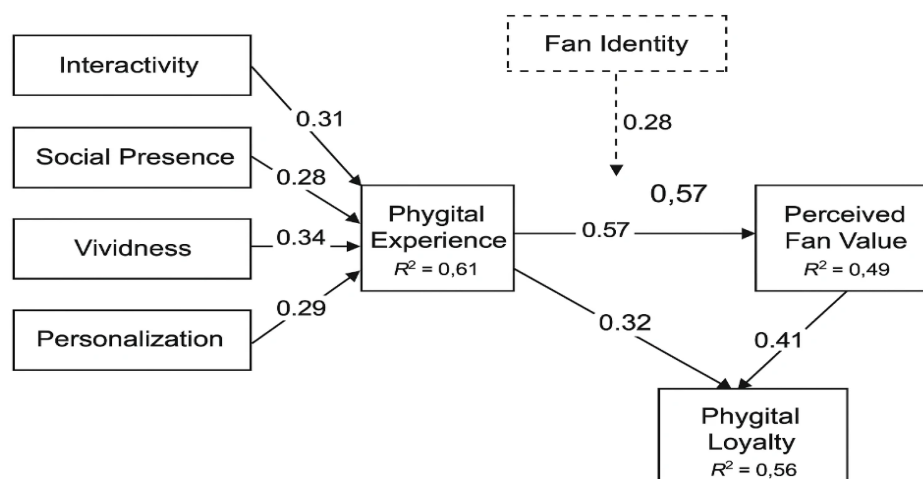 Fan Identity
Interactivity
0.31
0.28
Social Presence
0.28
0,57
Phygital
Experience
R² = 0,61
Perceived
Fan Value
R² = 0,49
Vividness
0.34
0.57
0.29
Personalization
0.32
0.41
Phygital
Loyalty
R² = 0,56